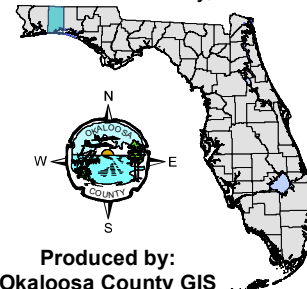 N
OKALOOSA
W
E
COUNTY
S
Produced by:
Okaloosa County GIS